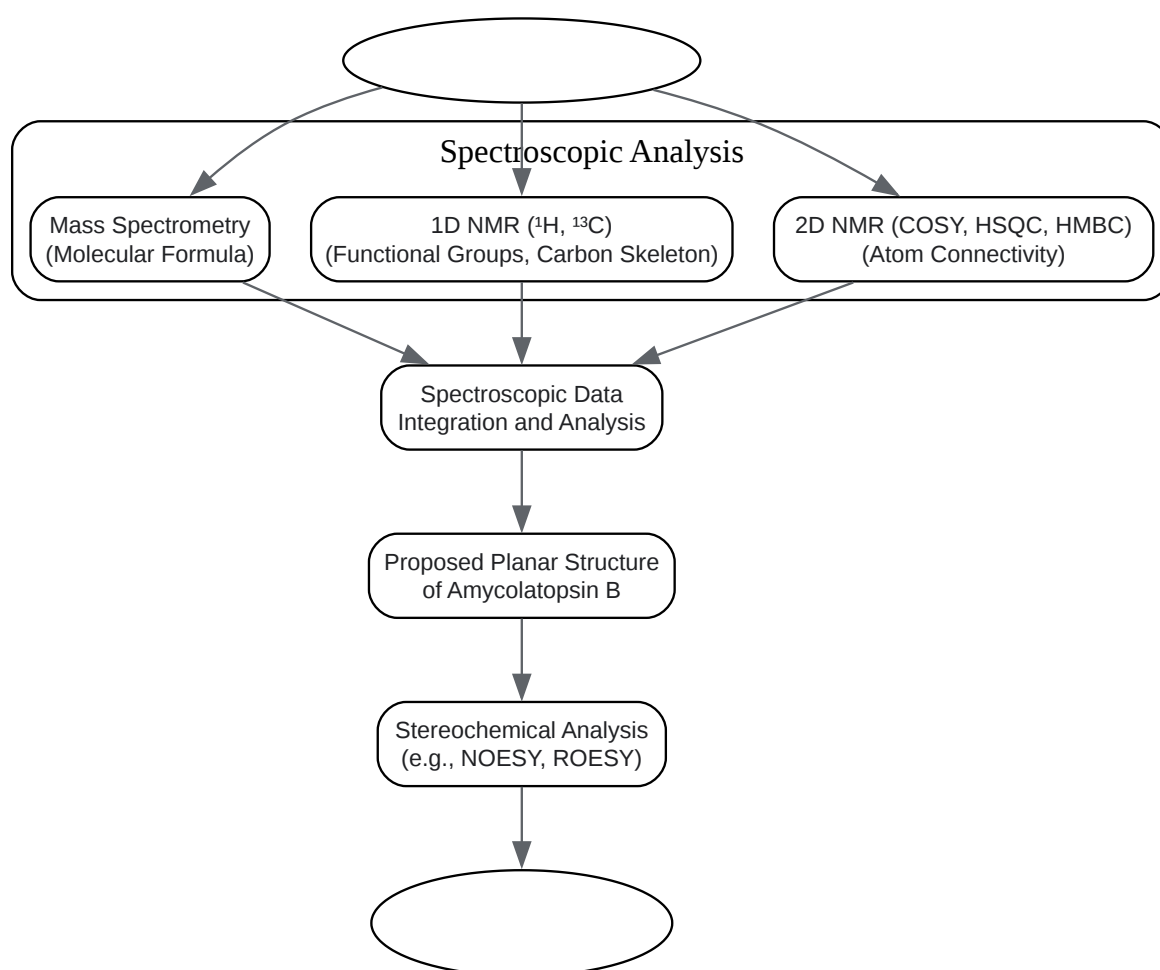 Spectroscopic Analysis
Mass Spectrometry
(Molecular Formula)
1D NMR (¹H, ¹³C)
(Functional Groups, Carbon Skeleton)
2D NMR (COSY, HSQC, HMBC)
(Atom Connectivity)
Spectroscopic Data
Integration and Analysis
Proposed Planar Structure
of Amycolatopsin B
Stereochemical Analysis
(e.g., NOESY, ROESY)